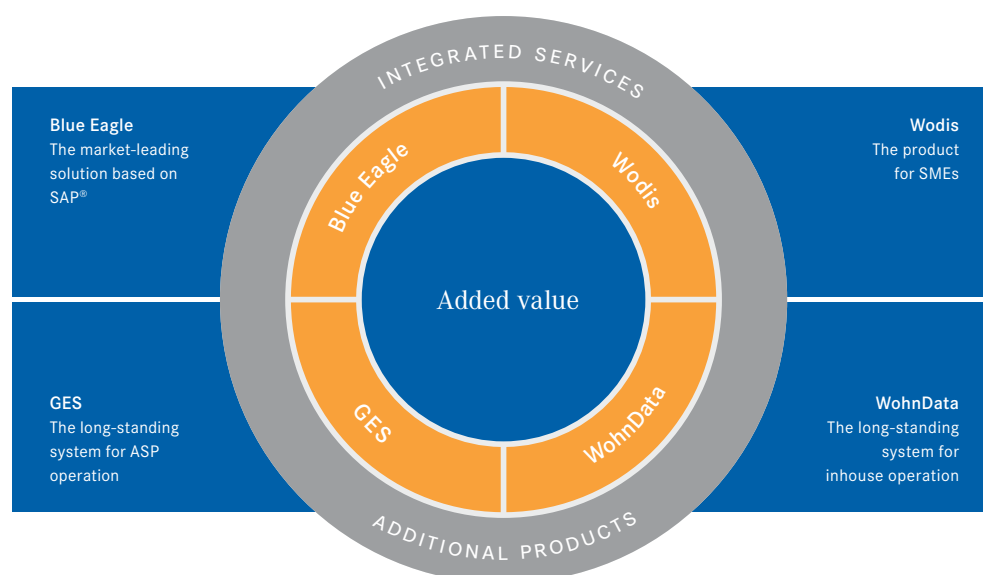 INTEGRATED SERVICES
Blue Eagle
The market-leading
solution based on
SAP®
Wodis
The product
for SMEs
Blue Eagle
Wodis
Added value
GES
WohnData
GES
The long-standing
system for ASP
operation
WohnData
The long-standing
system for
inhouse operation
ADDITIONAL PRODUCTS